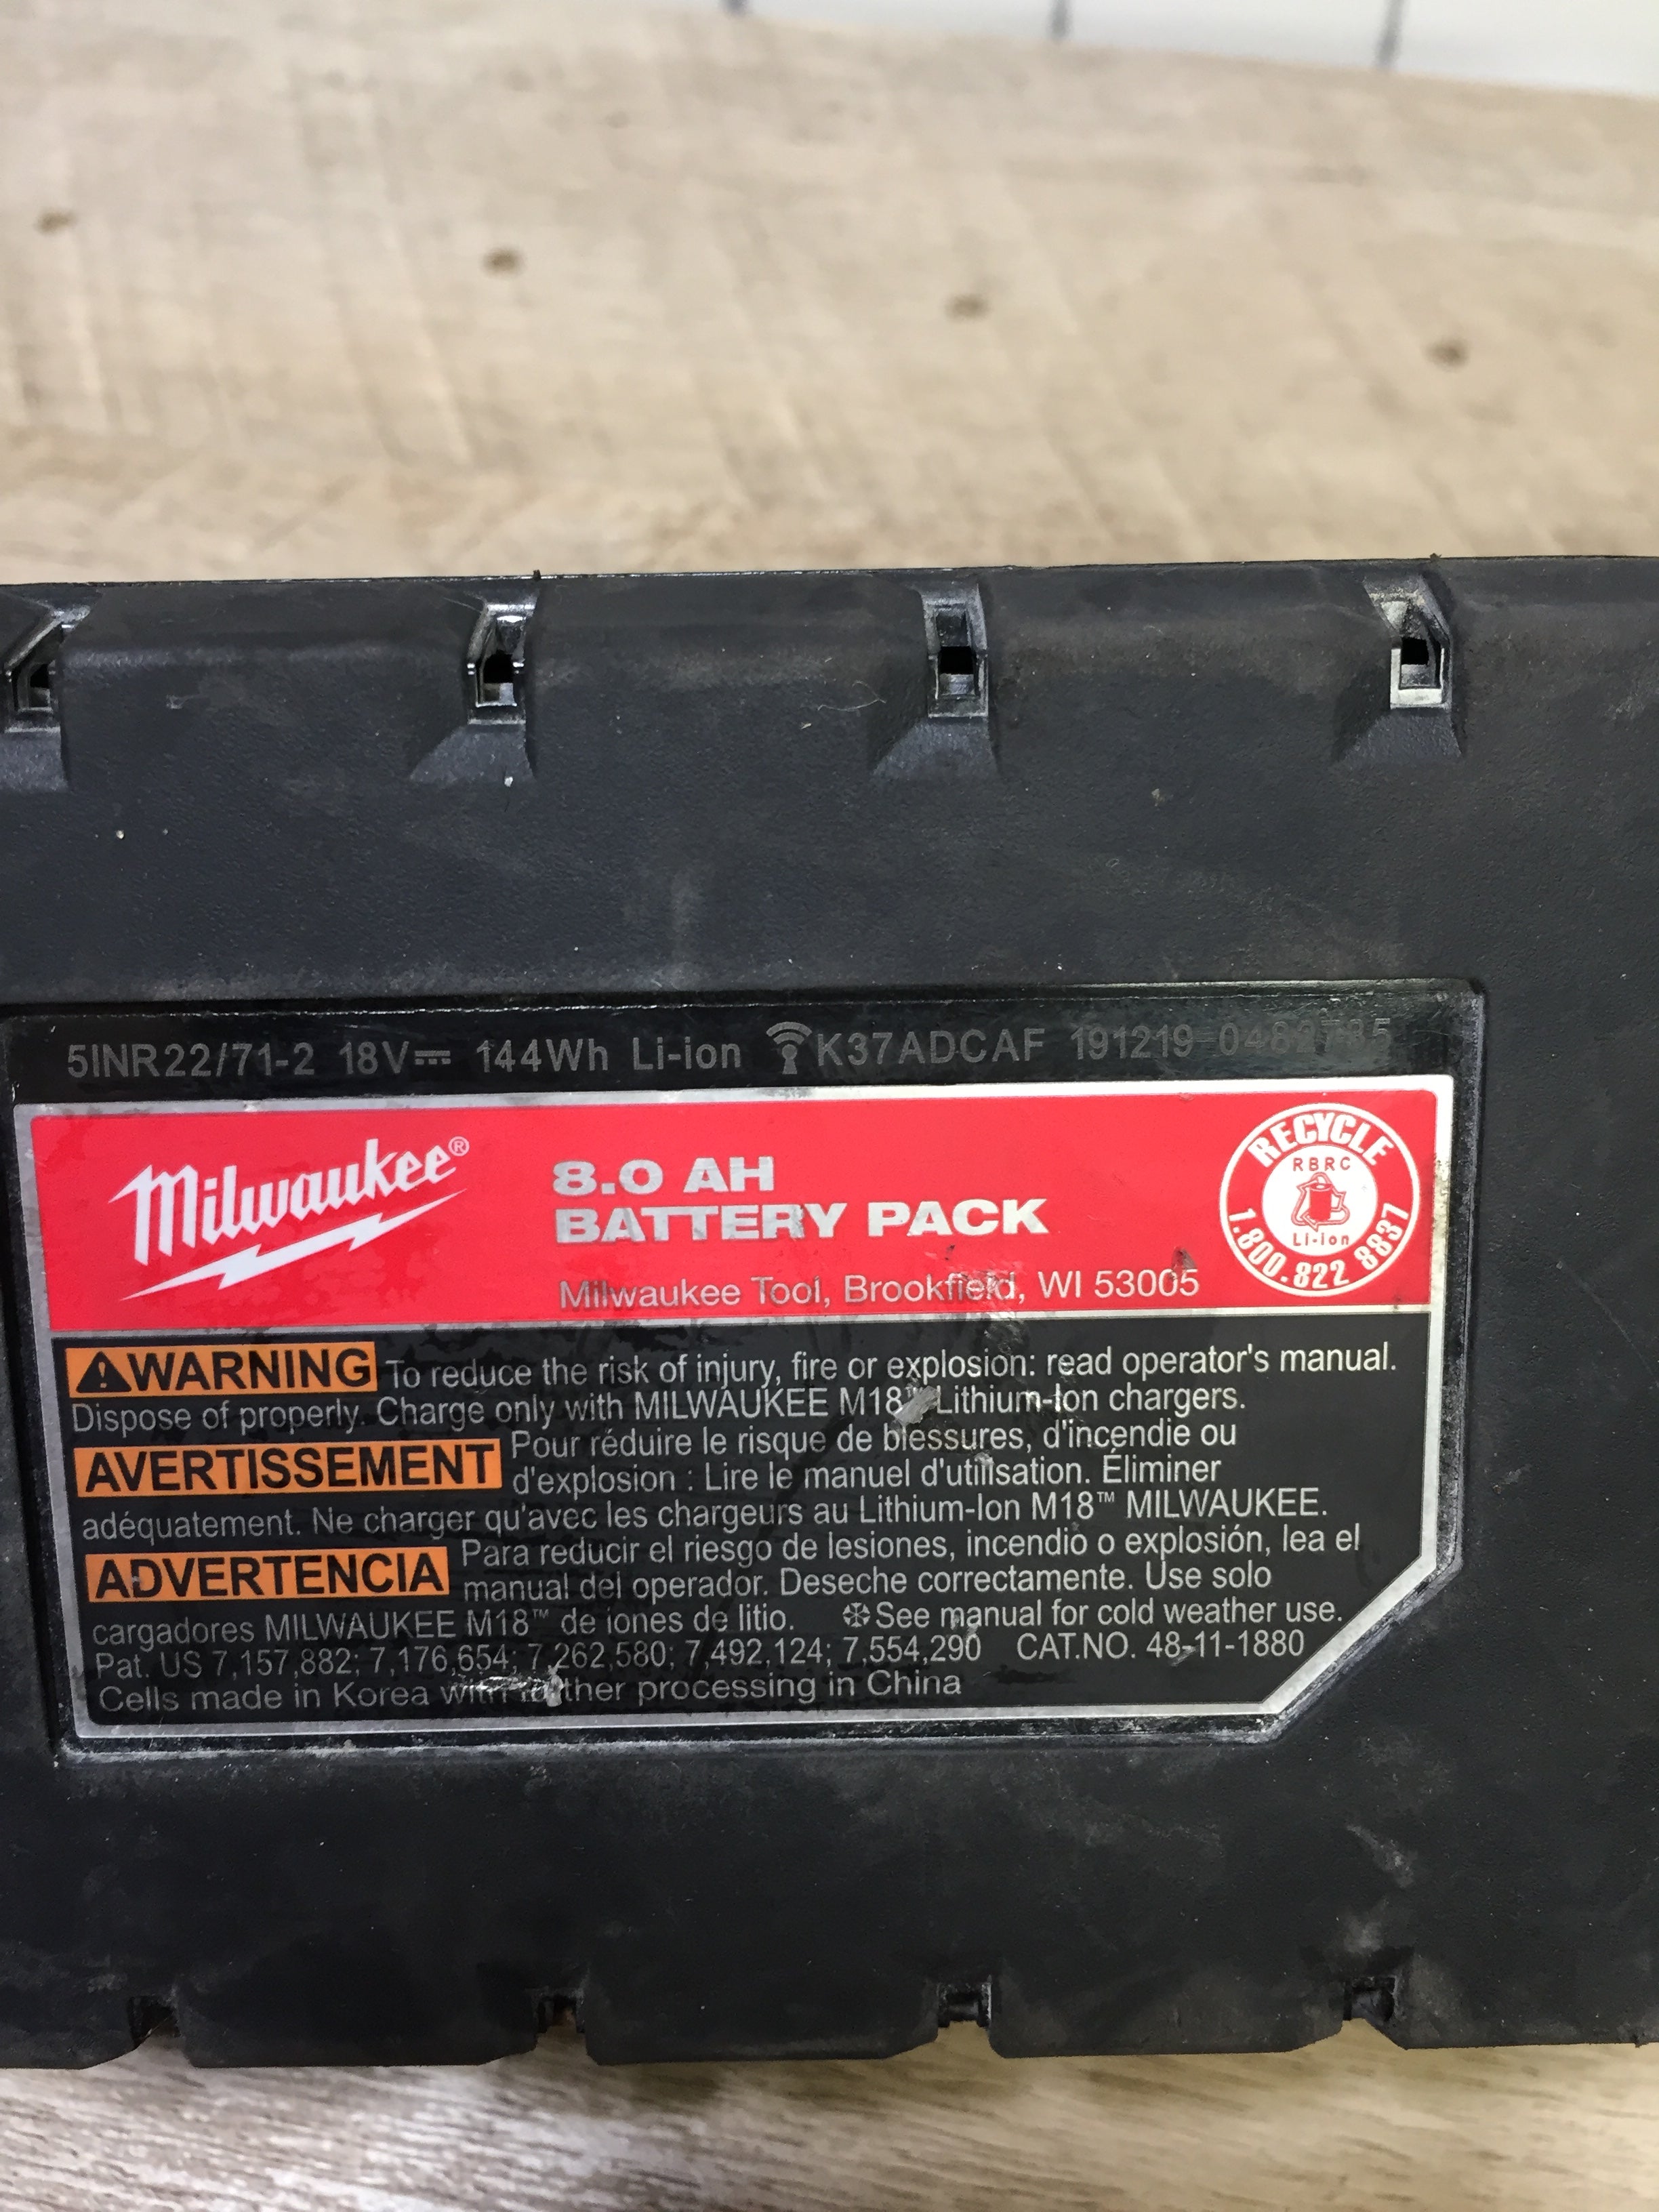 5INR22/71-2 18V⎓ 144Wh Li-ion K37ADCAF 191219
Milwaukee®
8.0 AH
BATTERY PACK
Milwaukee Tool, Brookfield, WI 53005
RECYCLE
RBRC
Li-ion
1.800.822 8837
⚠WARNING To reduce the risk of injury, fire or explosion: read operator's manual.
Dispose of properly. Charge only with MILWAUKEE M18™ Lithium-Ion chargers.
AVERTISSEMENT Pour réduire le risque de blessures, d'incendie ou
d'explosion : Lire le manuel d'utilisation. Éliminer
adéquatement. Ne charger qu'avec les chargeurs au Lithium-Ion M18™ MILWAUKEE.
ADVERTENCIA Para reducir el riesgo de lesiones, incendio o explosión, lea el
manual del operador. Deseche correctamente. Use solo
cargadores MILWAUKEE M18™ de iones de litio. ❄See manual for cold weather use.
Pat. US 7,157,882; 7,176,654; 7,262,580; 7,492,124; 7,554,290 CAT.NO. 48-11-1880
Cells made in Korea with further processing in China